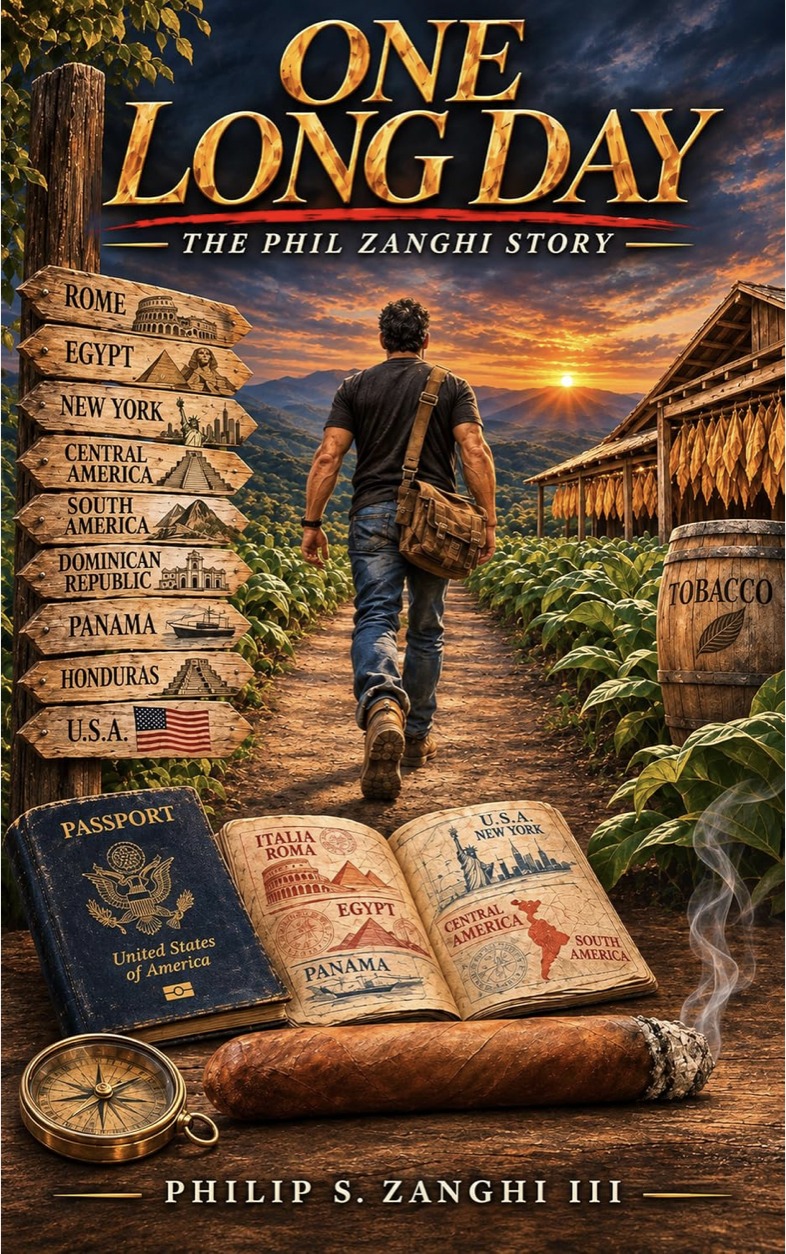 ONE
LONG DAY
THE PHIL ZANGHI STORY
ROME
EGYPT
NEW YORK
CENTRAL
AMERICA
SOUTH
AMERICA
DOMINICAN
REPUBLIC
PANAMA
HONDURAS
U.S.A.
TOBACCO
PASSPORT
United States
of America
ITALIA
ROMA
EGYPT
PANAMA
U.S.A.
NEW YORK
CENTRAL
AMERICA
SOUTH
AMERICA
PHILIP S. ZANGHI III